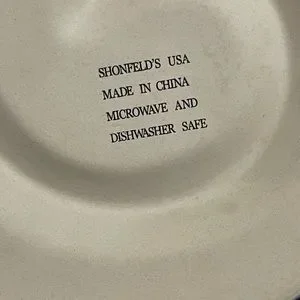 SHONFELD'S USA
MADE IN CHINA
MICROWAVE AND
DISHWASHER SAFE